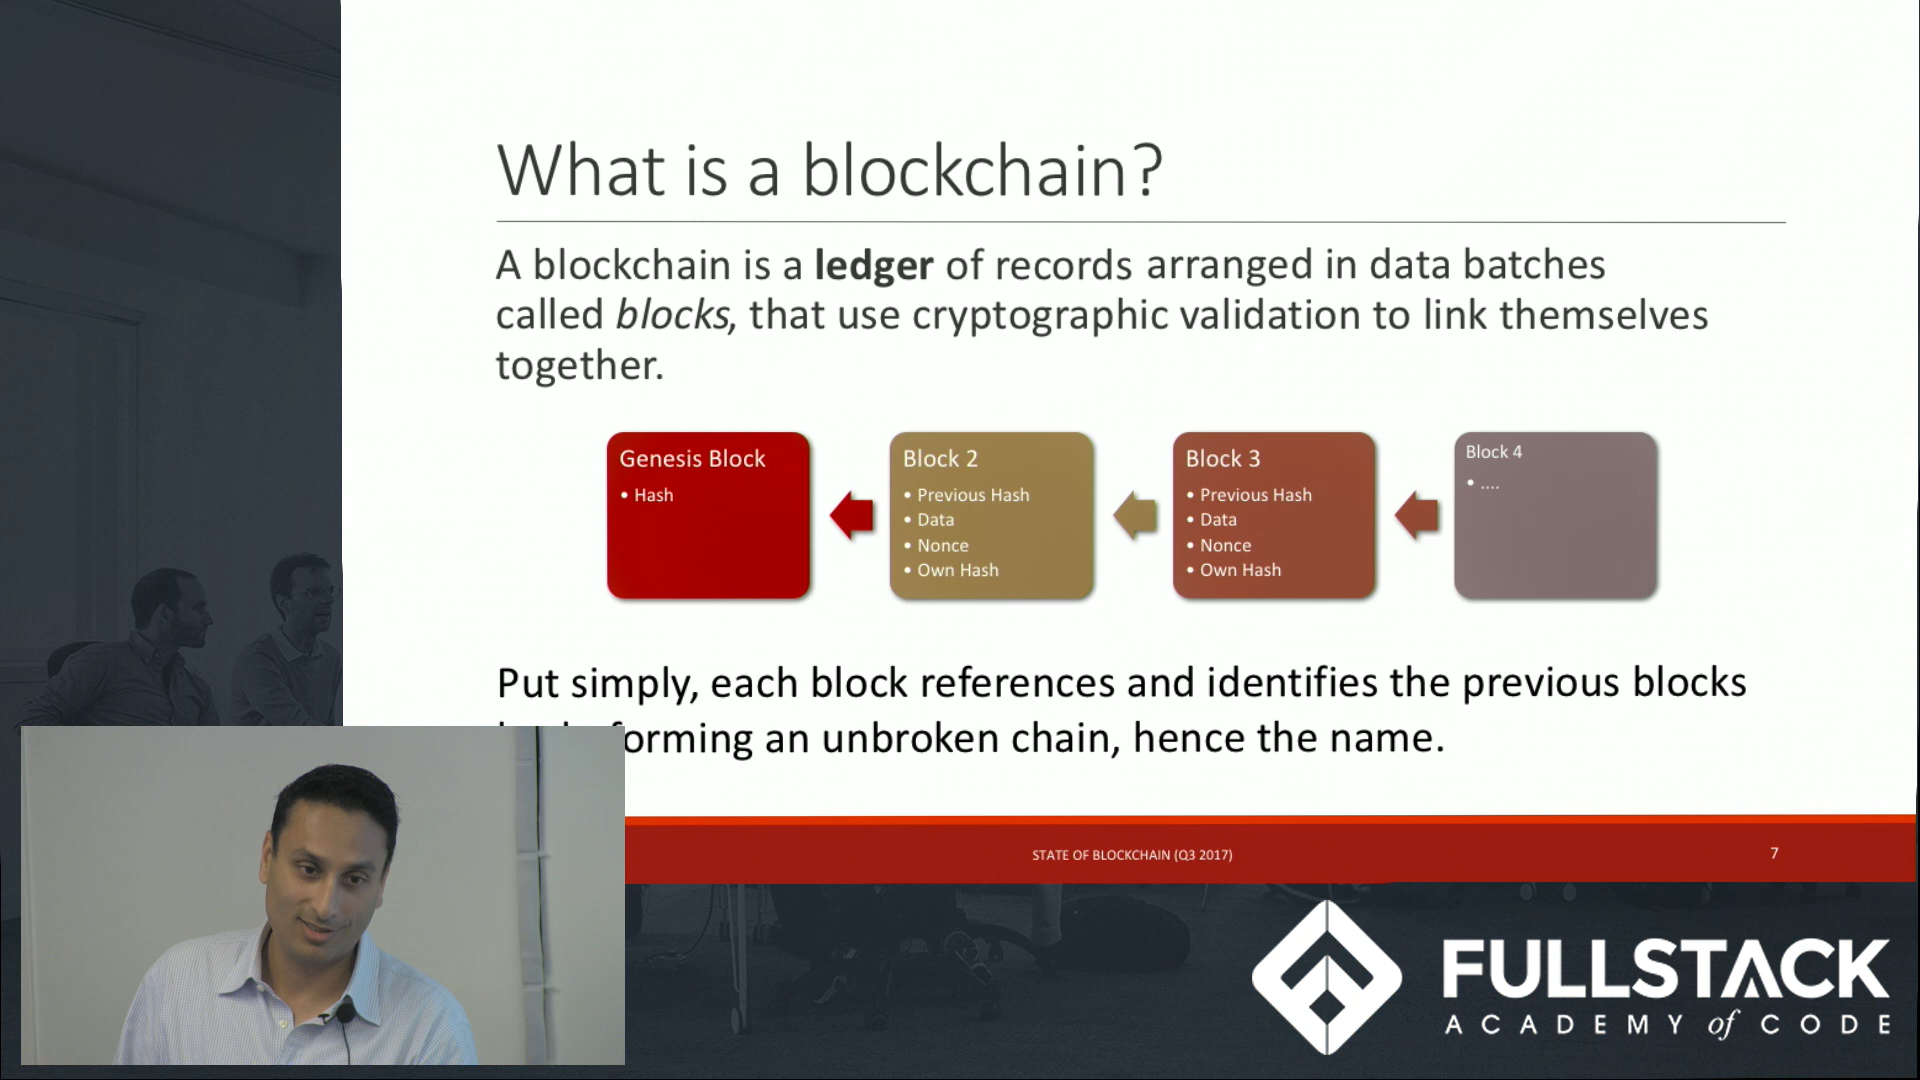 What is a blockchain?
A blockchain is a ledger of records arranged in data batches
called blocks, that use cryptographic validation to link themselves
together.
Genesis Block
• Hash
Block 2
• Previous Hash
• Data
• Nonce
• Own Hash
Block 3
• Previous Hash
• Data
• Nonce
• Own Hash
Block 4
• ....
Put simply, each block references and identifies the previous blocks
forming an unbroken chain, hence the name.
STATE OF BLOCKCHAIN (Q3 2017)
7
FULLSTACK
ACADEMY of CODE